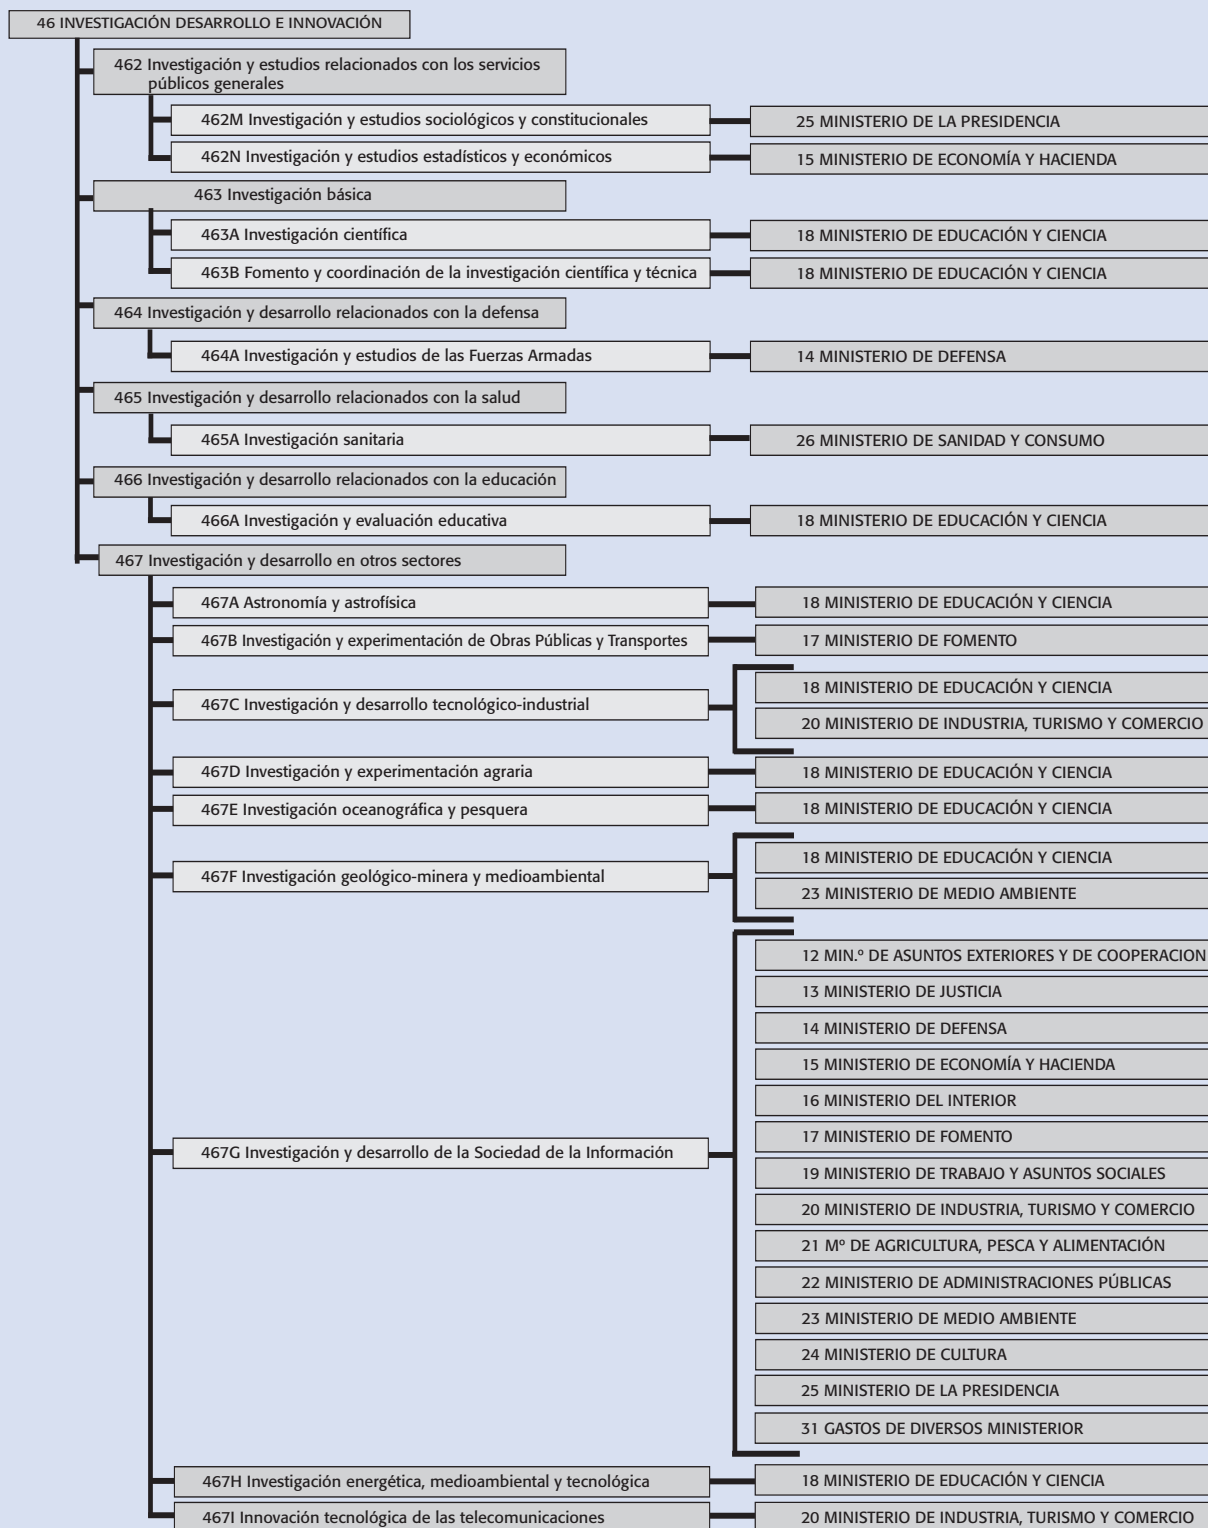 46 INVESTIGACIÓN DESARROLLO E INNOVACIÓN
462 Investigación y estudios relacionados con los servicios
públicos generales
462M Investigación y estudios sociológicos y constitucionales
25 MINISTERIO DE LA PRESIDENCIA
462N Investigación y estudios estadísticos y económicos
15 MINISTERIO DE ECONOMÍA Y HACIENDA
463 Investigación básica
463A Investigación científica
18 MINISTERIO DE EDUCACIÓN Y CIENCIA
463B Fomento y coordinación de la investigación científica y técnica
18 MINISTERIO DE EDUCACIÓN Y CIENCIA
464 Investigación y desarrollo relacionados con la defensa
464A Investigación y estudios de las Fuerzas Armadas
14 MINISTERIO DE DEFENSA
465 Investigación y desarrollo relacionados con la salud
465A Investigación sanitaria
26 MINISTERIO DE SANIDAD Y CONSUMO
466 Investigación y desarrollo relacionados con la educación
466A Investigación y evaluación educativa
18 MINISTERIO DE EDUCACIÓN Y CIENCIA
467 Investigación y desarrollo en otros sectores
467A Astronomía y astrofísica
18 MINISTERIO DE EDUCACIÓN Y CIENCIA
467B Investigación y experimentación de Obras Públicas y Transportes
17 MINISTERIO DE FOMENTO
467C Investigación y desarrollo tecnológico-industrial
18 MINISTERIO DE EDUCACIÓN Y CIENCIA
20 MINISTERIO DE INDUSTRIA, TURISMO Y COMERCIO
467D Investigación y experimentación agraria
18 MINISTERIO DE EDUCACIÓN Y CIENCIA
467E Investigación oceanográfica y pesquera
18 MINISTERIO DE EDUCACIÓN Y CIENCIA
467F Investigación geológico-minera y medioambiental
18 MINISTERIO DE EDUCACIÓN Y CIENCIA
23 MINISTERIO DE MEDIO AMBIENTE
467G Investigación y desarrollo de la Sociedad de la Información
12 MIN.º DE ASUNTOS EXTERIORES Y DE COOPERACION
13 MINISTERIO DE JUSTICIA
14 MINISTERIO DE DEFENSA
15 MINISTERIO DE ECONOMÍA Y HACIENDA
16 MINISTERIO DEL INTERIOR
17 MINISTERIO DE FOMENTO
19 MINISTERIO DE TRABAJO Y ASUNTOS SOCIALES
20 MINISTERIO DE INDUSTRIA, TURISMO Y COMERCIO
21 Mº DE AGRICULTURA, PESCA Y ALIMENTACIÓN
22 MINISTERIO DE ADMINISTRACIONES PÚBLICAS
23 MINISTERIO DE MEDIO AMBIENTE
24 MINISTERIO DE CULTURA
25 MINISTERIO DE LA PRESIDENCIA
31 GASTOS DE DIVERSOS MINISTERIOR
467H Investigación energética, medioambiental y tecnológica
18 MINISTERIO DE EDUCACIÓN Y CIENCIA
467I Innovación tecnológica de las telecomunicaciones
20 MINISTERIO DE INDUSTRIA, TURISMO Y COMERCIO